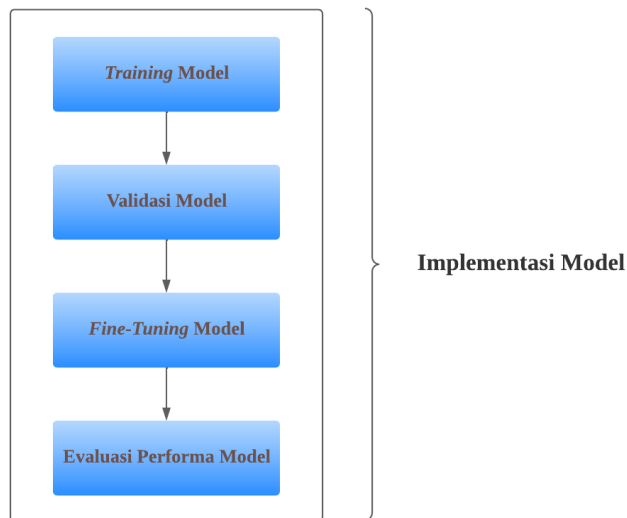 Training Model
Validasi Model
Implementasi Model
Fine-Tuning Model
Evaluasi Performa Model